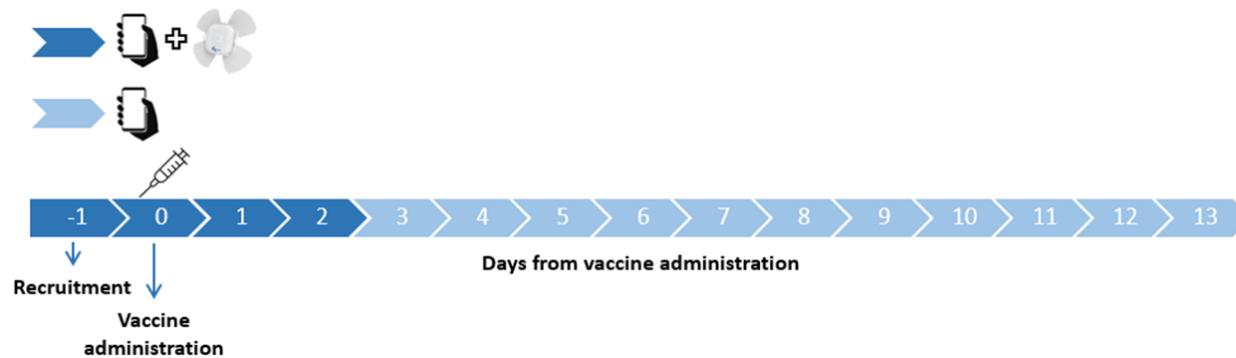 -1 0 1 2 3 4 5 6 7 8 9 10 11 12 13
Days from vaccine administration
Recruitment
Vaccine
administration